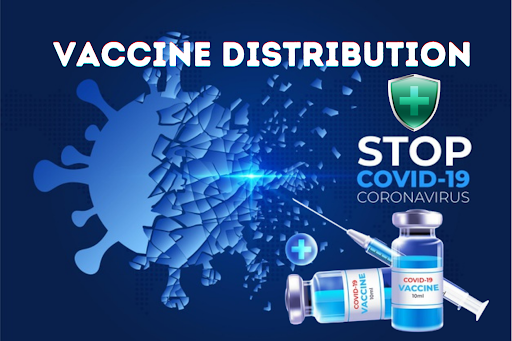 VACCINE DISTRIBUTION
STOP
COVID-19
CORONAVIRUS
COVID-19
VACCINE
10ml
COVID-19
VACCINE
10ml